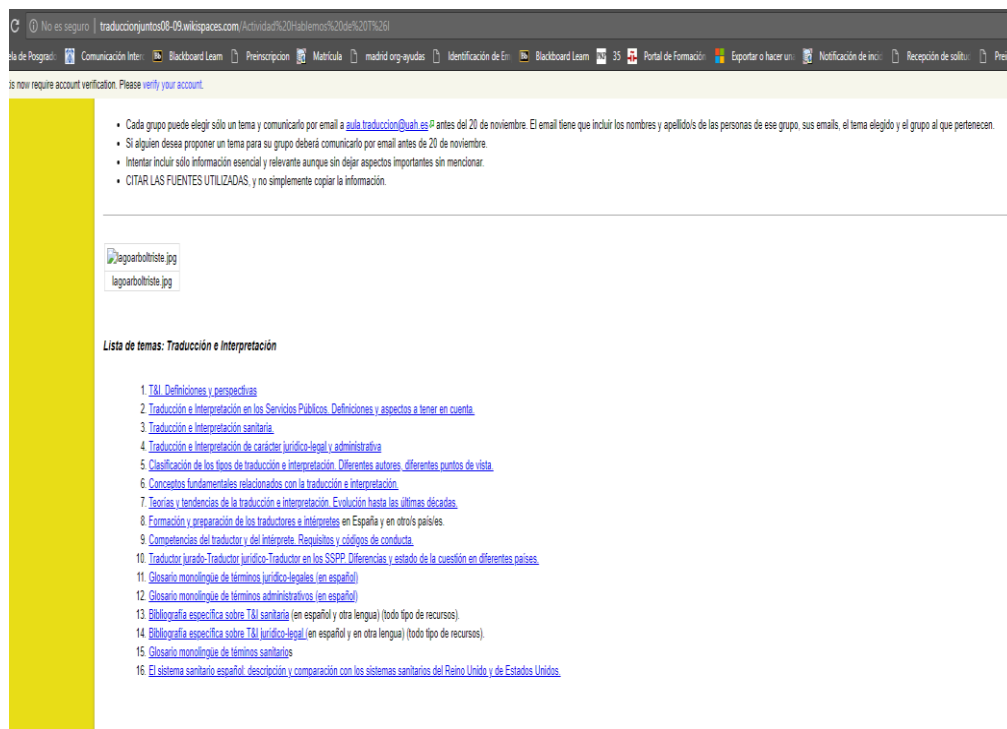 No es seguro | traduccionjuntos08-09.wikispaces.com/Actividad%20Hablemos%20de%20T%26I
ela de Posgrado Comunicación Inter Blackboard Learn Preinscripcion Matrícula madrid org-ayudas Identificación de Em Blackboard Learn 35 Portal de Formación Exportar o hacer un Notificación de inci Recepción de solitu Prei
is now require account verification. Please verify your account.
• Cada grupo puede elegir sólo un tema y comunicarlo por email a aula.traduccion@uah.es antes del 20 de noviembre. El email tiene que incluir los nombres y apellido/s de las personas de ese grupo, sus emails, el tema elegido y el grupo al que pertenecen.
• Si alguien desea proponer un tema para su grupo deberá comunicarlo por email antes de 20 de noviembre.
• Intentar incluir sólo información esencial y relevante aunque sin dejar aspectos importantes sin mencionar.
• CITAR LAS FUENTES UTILIZADAS, y no simplemente copiar la información.
lagoarboltriste.jpg
lagoarboltriste.jpg
Lista de temas: Traducción e Interpretación
1. T&I. Definiciones y perspectivas
2. Traducción e Interpretación en los Servicios Públicos. Definiciones y aspectos a tener en cuenta.
3. Traducción e Interpretación sanitaria.
4. Traducción e Interpretación de carácter jurídico-legal y administrativa
5. Clasificación de los tipos de traducción e interpretación. Diferentes autores, diferentes puntos de vista.
6. Conceptos fundamentales relacionados con la traducción e interpretación.
7. Teorías y tendencias de la traducción e interpretación. Evolución hasta las últimas décadas.
8. Formación y preparación de los traductores e intérpretes en España y en otro/s país/es.
9. Competencias del traductor y del intérprete. Requisitos y códigos de conducta.
10. Traductor jurado-Traductor jurídico-Traductor en los SSPP. Diferencias y estado de la cuestión en diferentes países.
11. Glosario monolingüe de términos jurídico-legales (en español)
12. Glosario monolingüe de términos administrativos (en español)
13. Bibliografía específica sobre T&I sanitaria (en español y otra lengua) (todo tipo de recursos).
14. Bibliografía específica sobre T&I jurídico-legal (en español y en otra lengua) (todo tipo de recursos).
15. Glosario monolingüe de téminos sanitarios
16. El sistema sanitario español: descripción y comparación con los sistemas sanitarios del Reino Unido y de Estados Unidos.